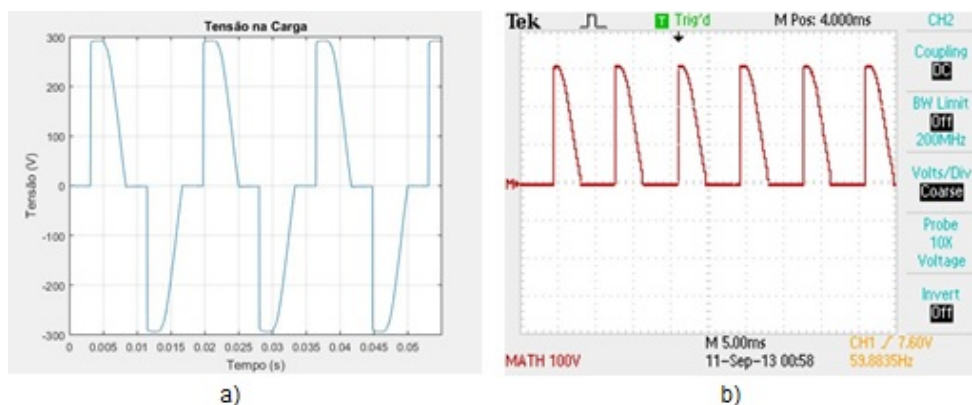 Tensão na Carga
300
200
100
0
-100
-200
-300
Tensão (V)
0 0.005 0.01 0.015 0.02 0.025 0.03 0.035 0.04 0.045 0.05
Tempo (s)
a)
Tek Trig'd M Pos: 4.000ms CH2
T
Coupling
DC
BW Limit
Off
200MHz
Volts/Div
Coarse
Probe
10X
Voltage
Invert
Off
M
M 5.00ms CH1 7.60V
MATH 100V 11-Sep-13 00:58 59.8835Hz
b)